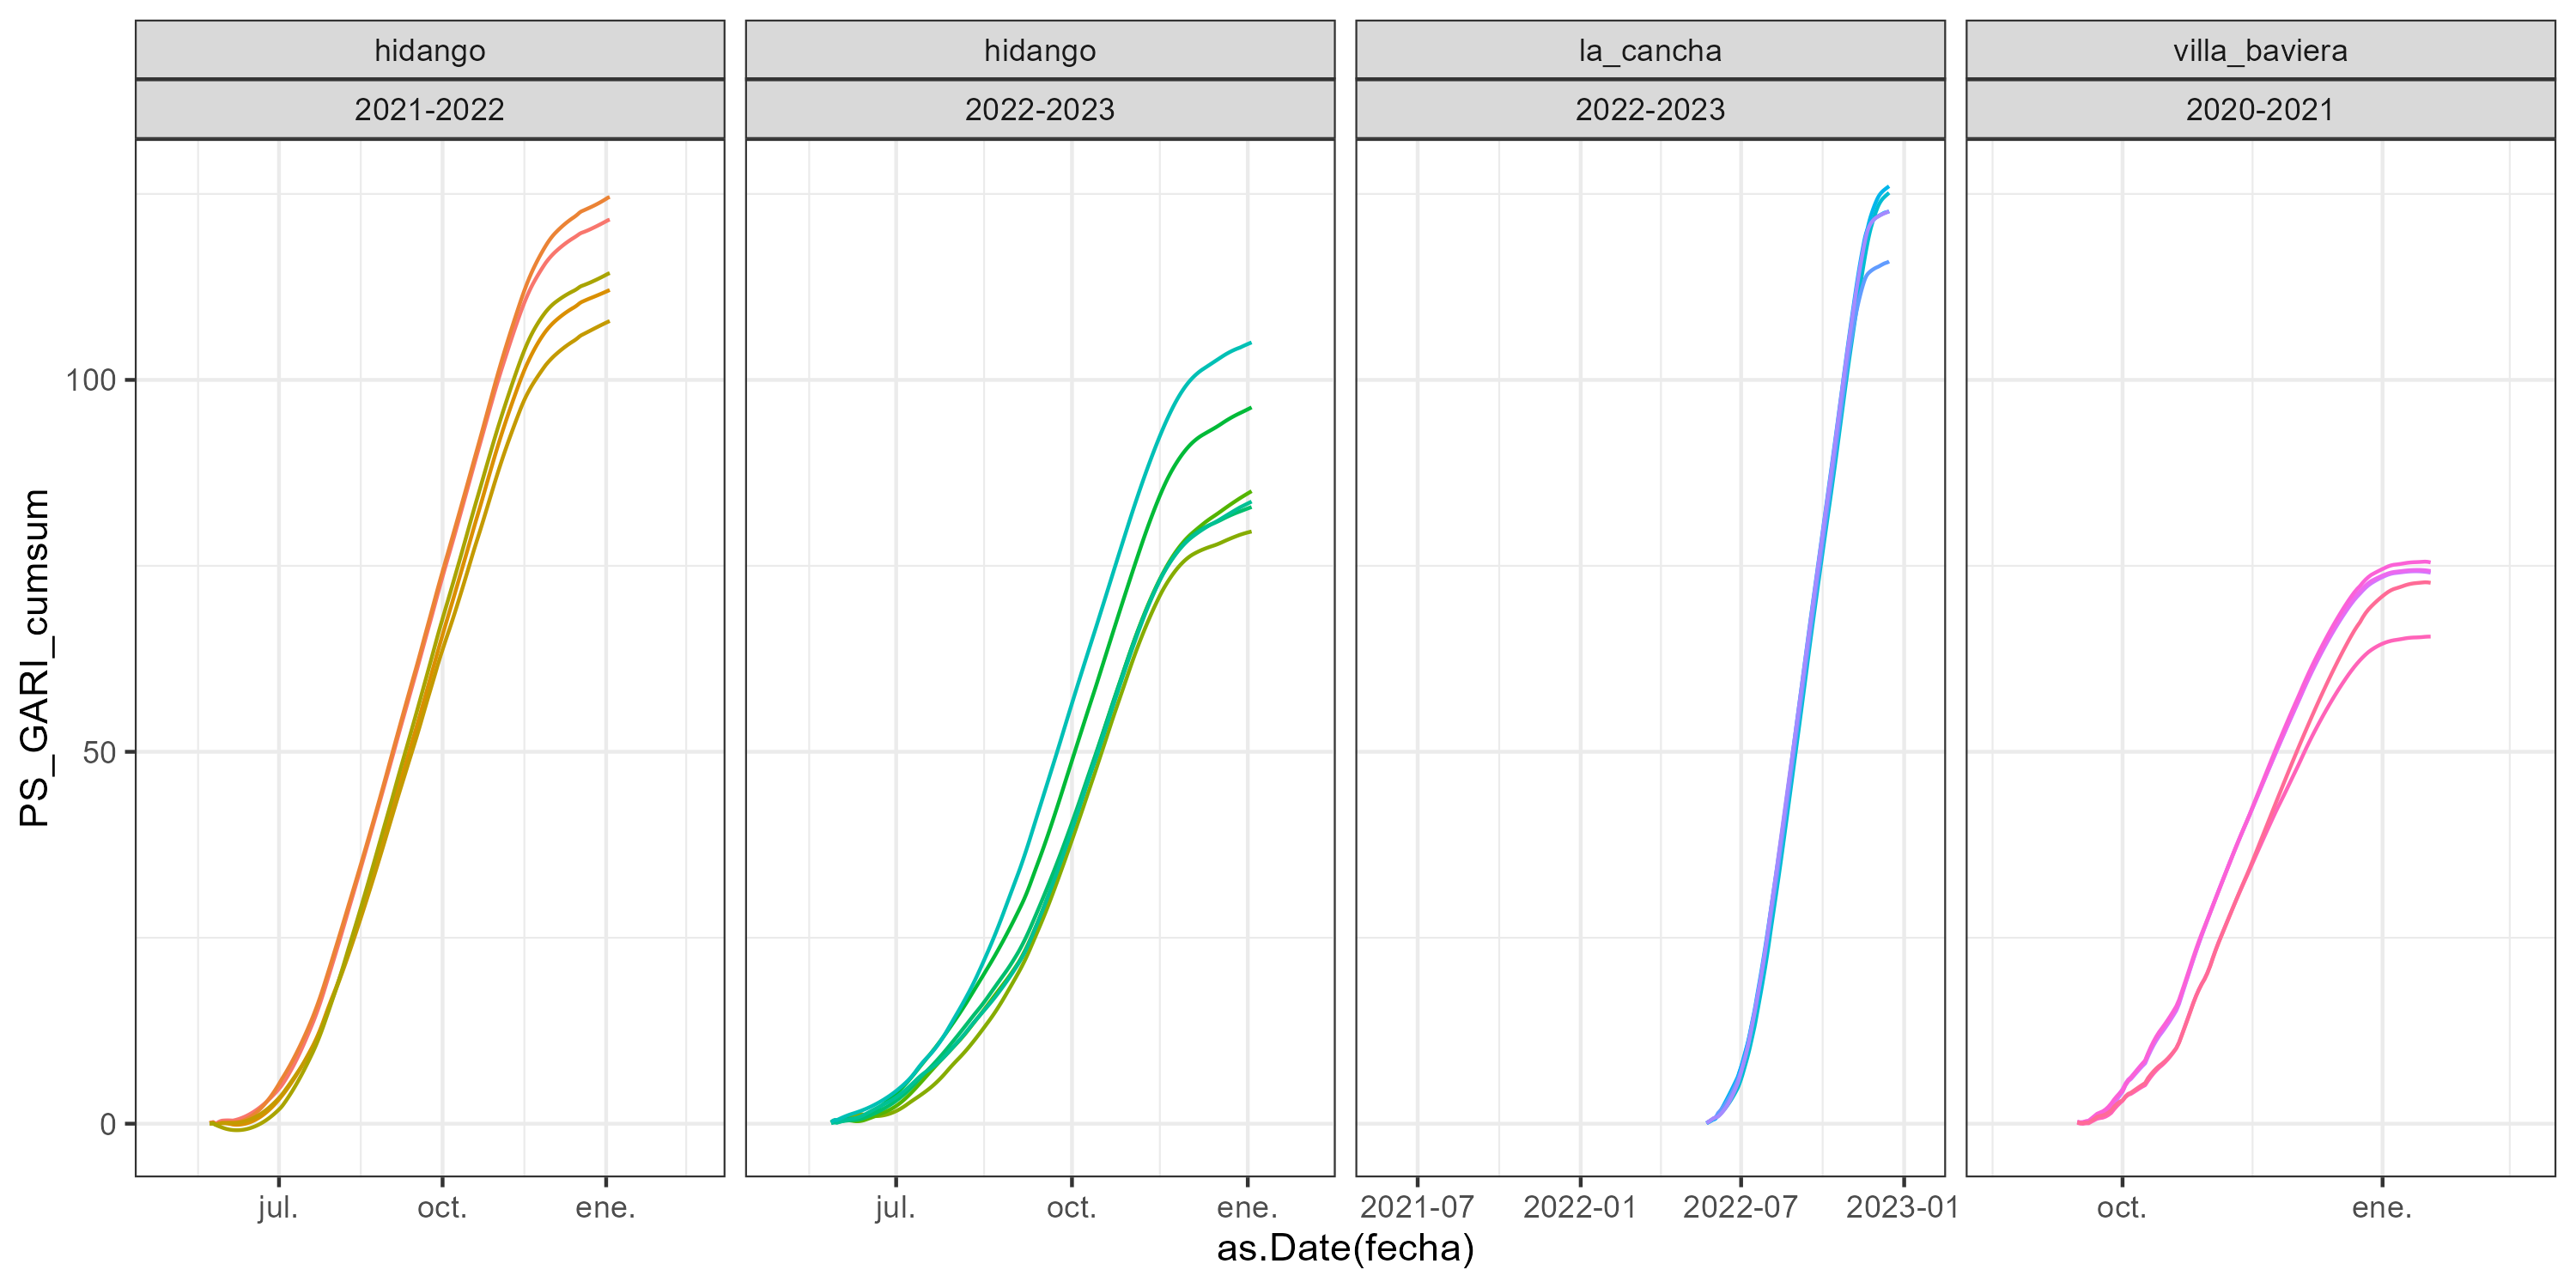 hidango hidango la_cancha villa_baviera
2021-2022 2022-2023 2022-2023 2020-2021
PS_GARI_cumsum
100
50
0
jul. oct. ene. jul. oct. ene. 2021-07 2022-01 2022-07 2023-01 oct. ene.
as.Date(fecha)